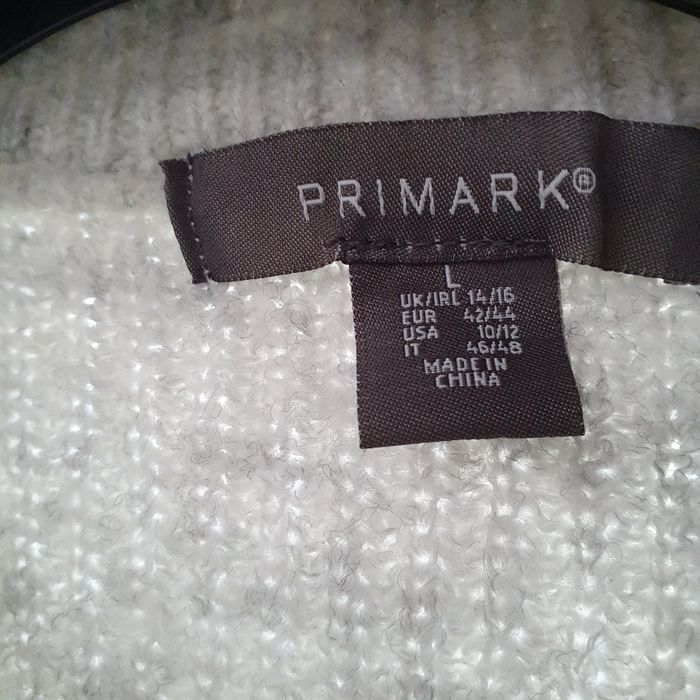 PRIMARK®
L
UK/IRL 14/16
EUR 42/44
USA 10/12
IT 46/48
MADE IN
CHINA